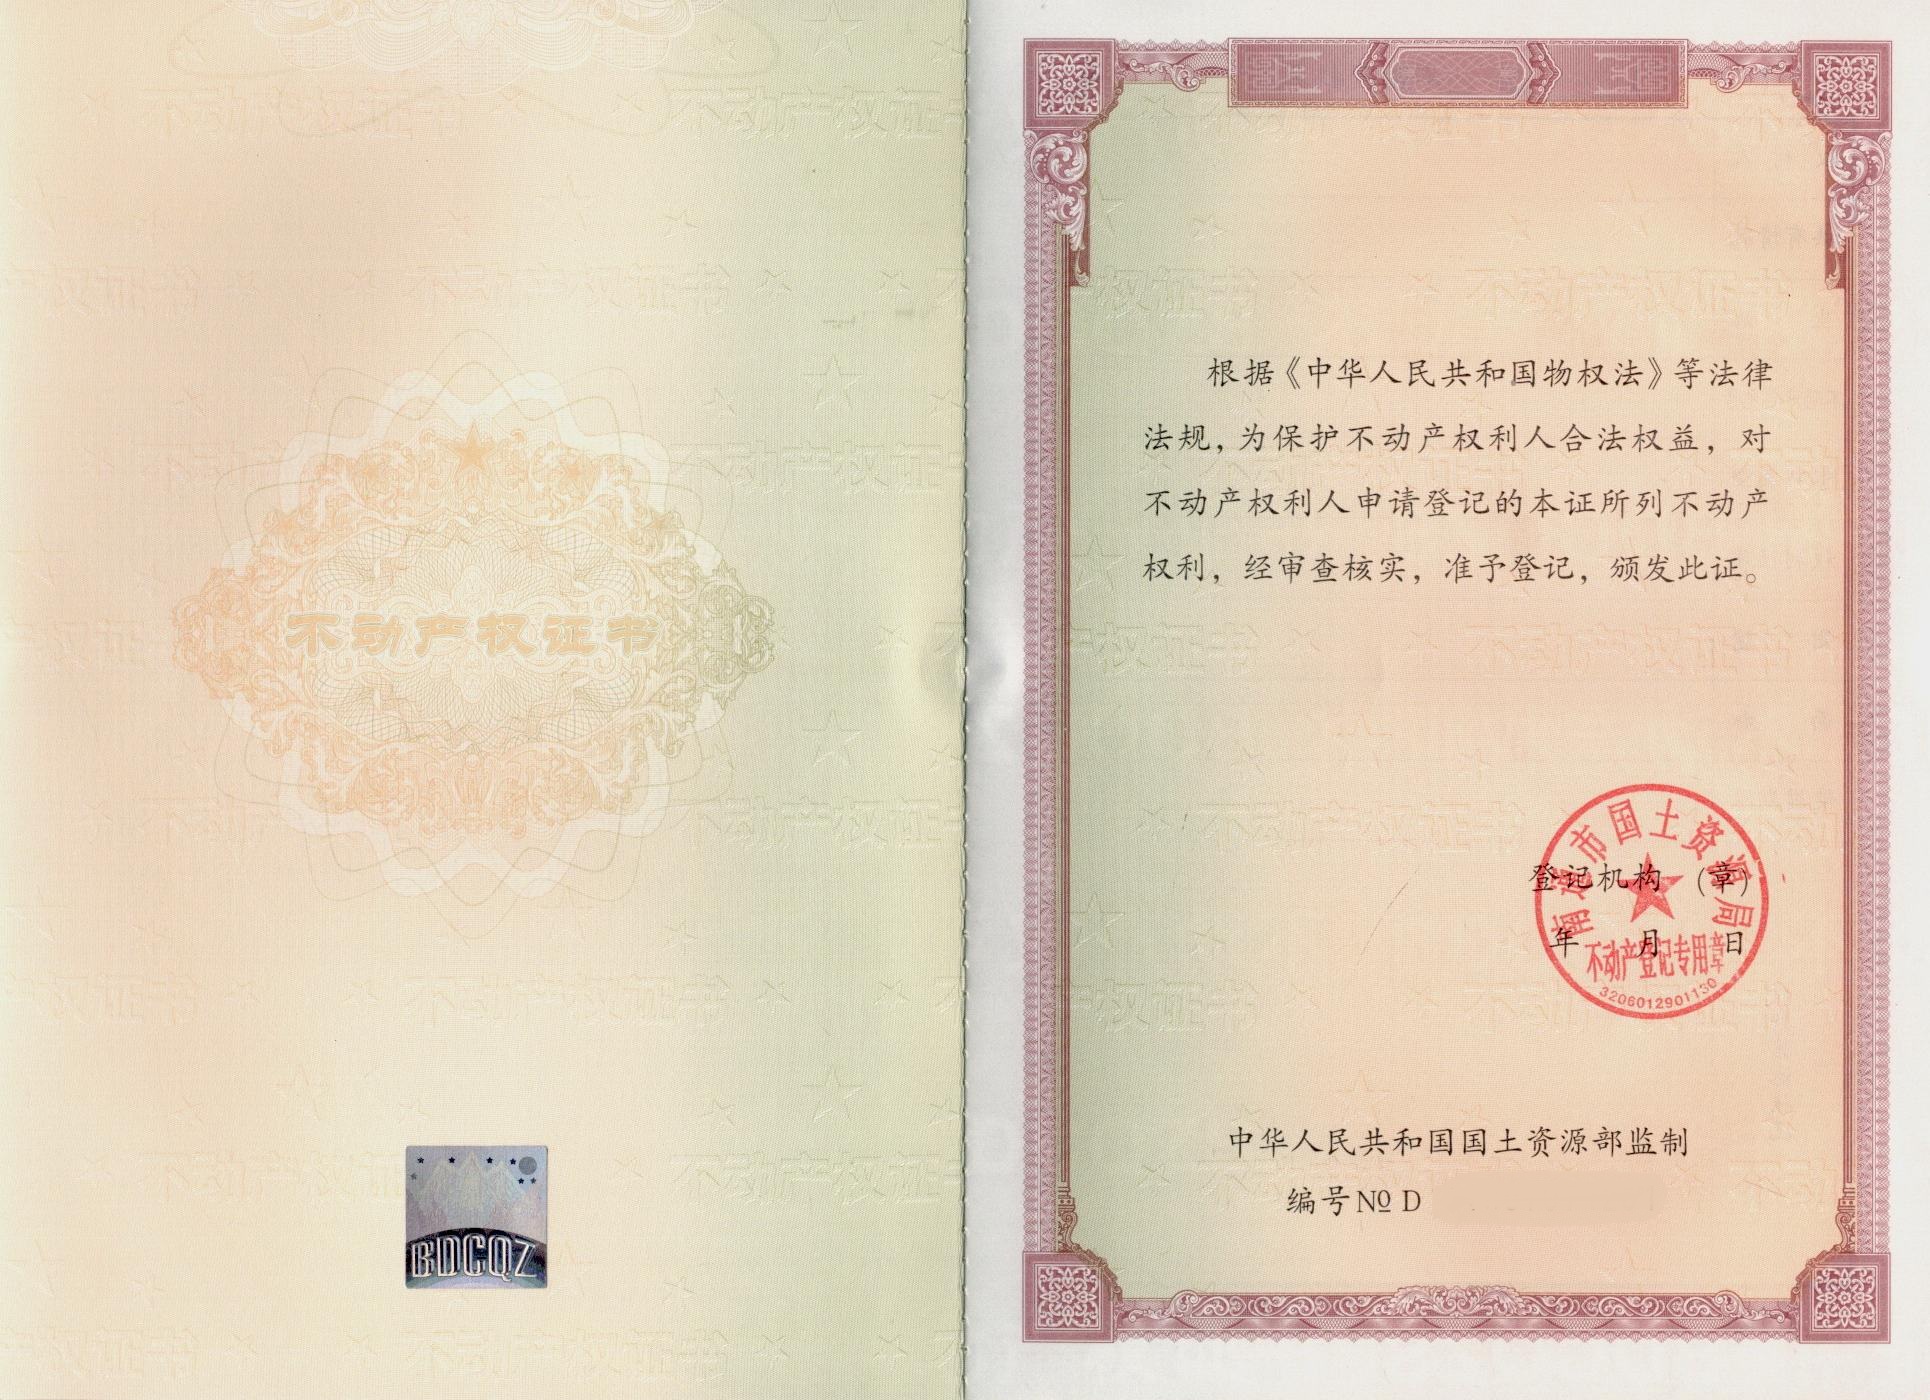 不动产权证书
BDCQZ
根据《中华人民共和国物权法》等法律
法规，为保护不动产权利人合法权益，对
不动产权利人申请登记的本证所列不动产
权利，经审查核实，准予登记，颁发此证。
南通市国土资源局
登记机构 (章)
年 月 日
不动产登记专用章
3206012901130
中华人民共和国国土资源部监制
编号 № D